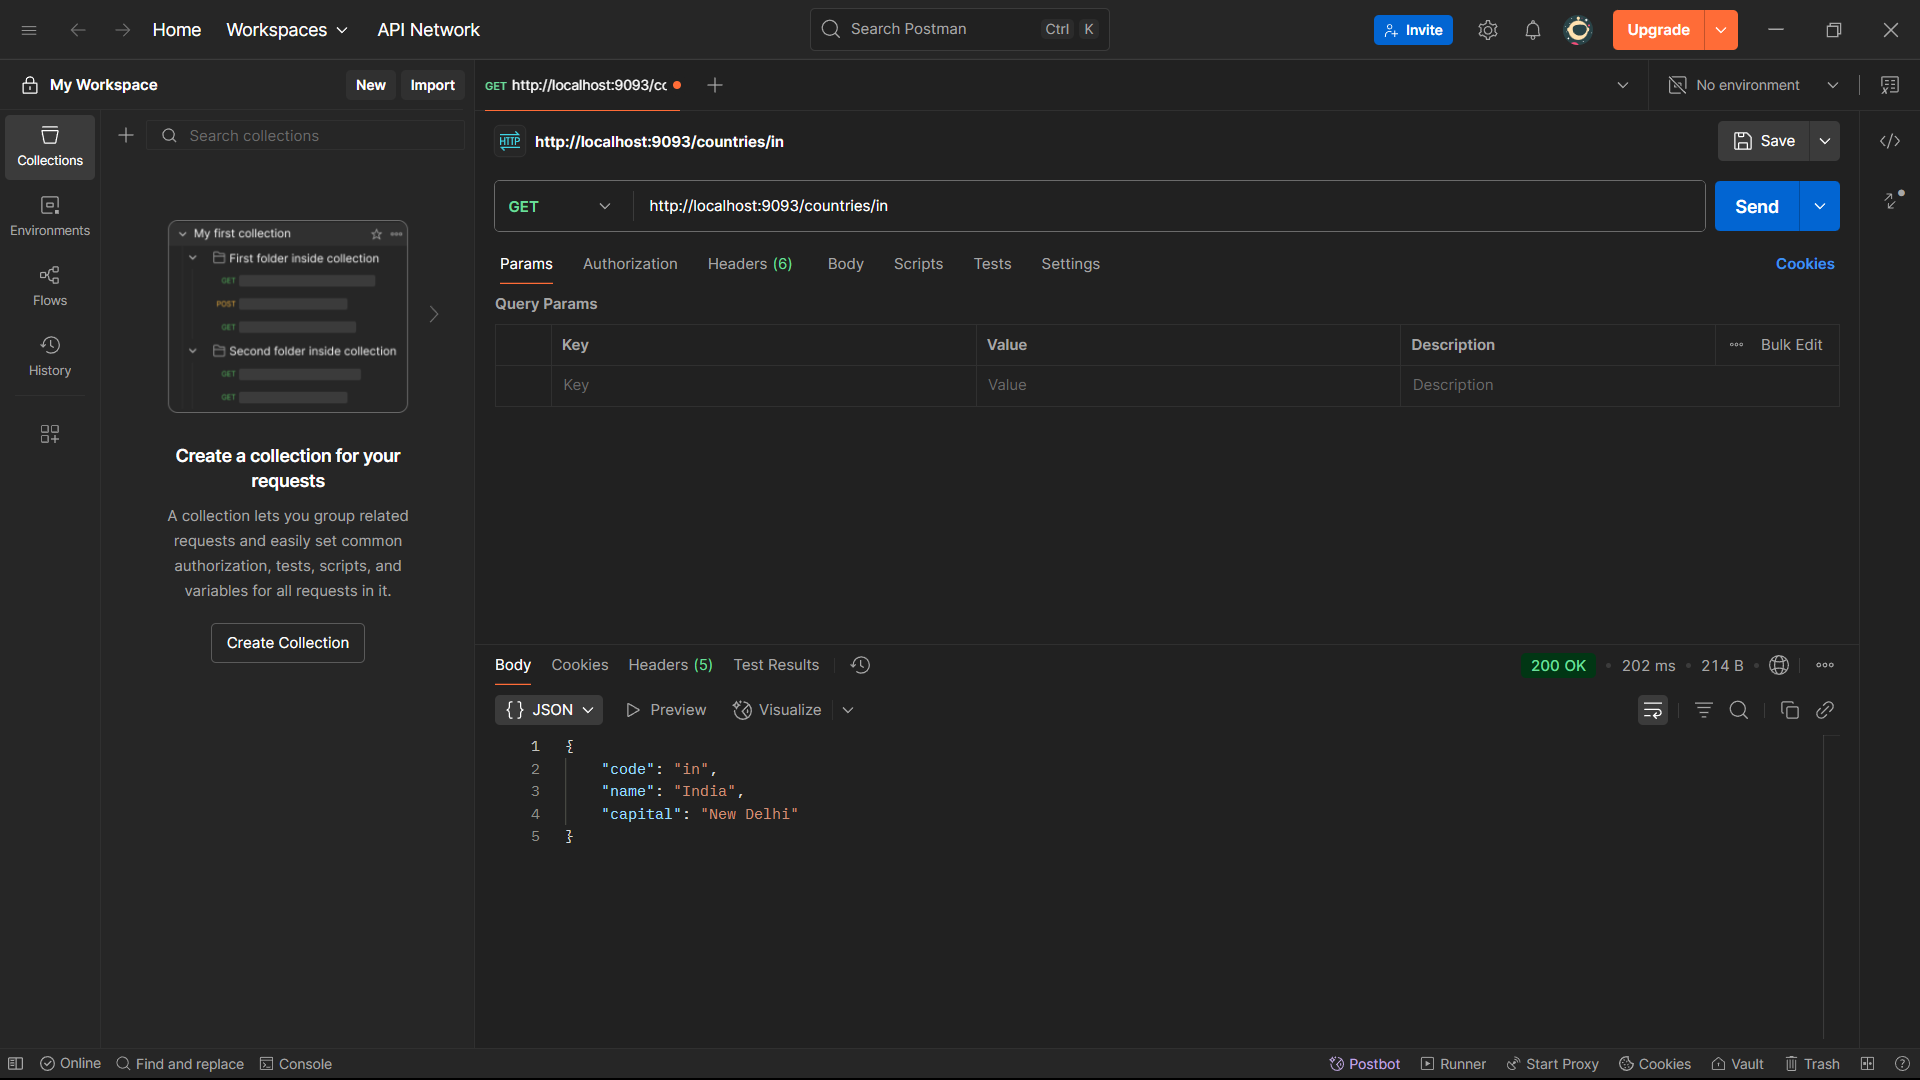 Home Workspaces API Network Search Postman Ctrl K Invite Upgrade
My Workspace New Import GET http://localhost:9093/cc No environment
Collections
Environments
Flows
History
Search collections
My first collection
First folder inside collection
GET
POST
GET
Second folder inside collection
GET
GET
Create a collection for your
requests
A collection lets you group related
requests and easily set common
authorization, tests, scripts, and
variables for all requests in it.
Create Collection
HTTP http://localhost:9093/countries/in Save
GET http://localhost:9093/countries/in Send
Params Authorization Headers (6) Body Scripts Tests Settings Cookies
Query Params
Key Value Description Bulk Edit
Key Value Description
Body Cookies Headers (5) Test Results 200 OK 202 ms 214 B
{} JSON Preview Visualize
1 {
2 "code": "in",
3 "name": "India",
4 "capital": "New Delhi"
5 }
Online Find and replace Console Postbot Runner Start Proxy Cookies Vault Trash